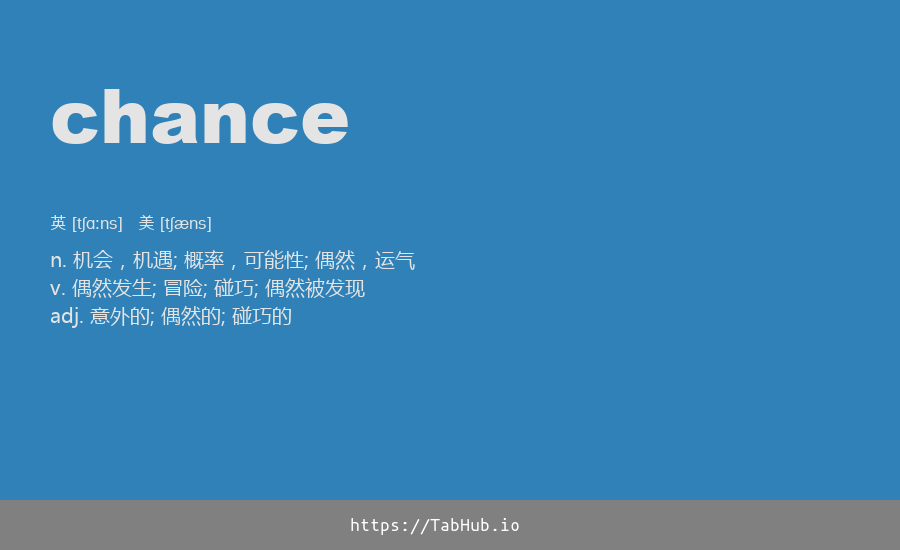 chance
英 [tʃɑːns] 美 [tʃæns]
n. 机会，机遇; 概率，可能性; 偶然，运气
v. 偶然发生; 冒险; 碰巧; 偶然被发现
adj. 意外的; 偶然的; 碰巧的
https://TabHub.io